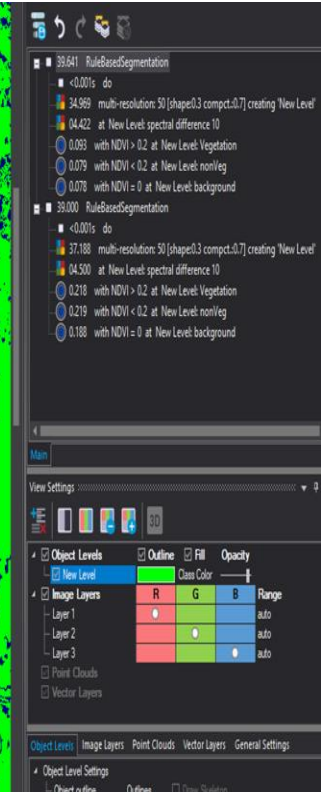 39.641 RuleBasedSegmentation
<0.001s do
34.969 multi-resolution: 50 [shape:0.3 compct.:0.7] creating 'New Level'
04.422 at New Level: spectral difference 10
0.093 with NDVI > 0.2 at New Level: Vegetation
0.079 with NDVI < 0.2 at New Level: nonVeg
0.078 with NDVI = 0 at New Level: background
39.000 RuleBasedSegmentation
<0.001s do
37.188 multi-resolution: 50 [shape:0.3 compct.:0.7] creating 'New Level'
04.500 at New Level: spectral difference 10
0.218 with NDVI > 0.2 at New Level: Vegetation
0.219 with NDVI < 0.2 at New Level: nonVeg
0.188 with NDVI = 0 at New Level: background
Main
View Settings
3D
Object Levels Outline Fill Opacity
New Level Class Color
Image Layers R G B Range
Layer 1 auto
Layer 2 auto
Layer 3 auto
Point Clouds
Vector Layers
Object Levels Image Layers Point Clouds Vector Layers General Settings
Object Level Settings
Object outline Outlines Draw Skeleton